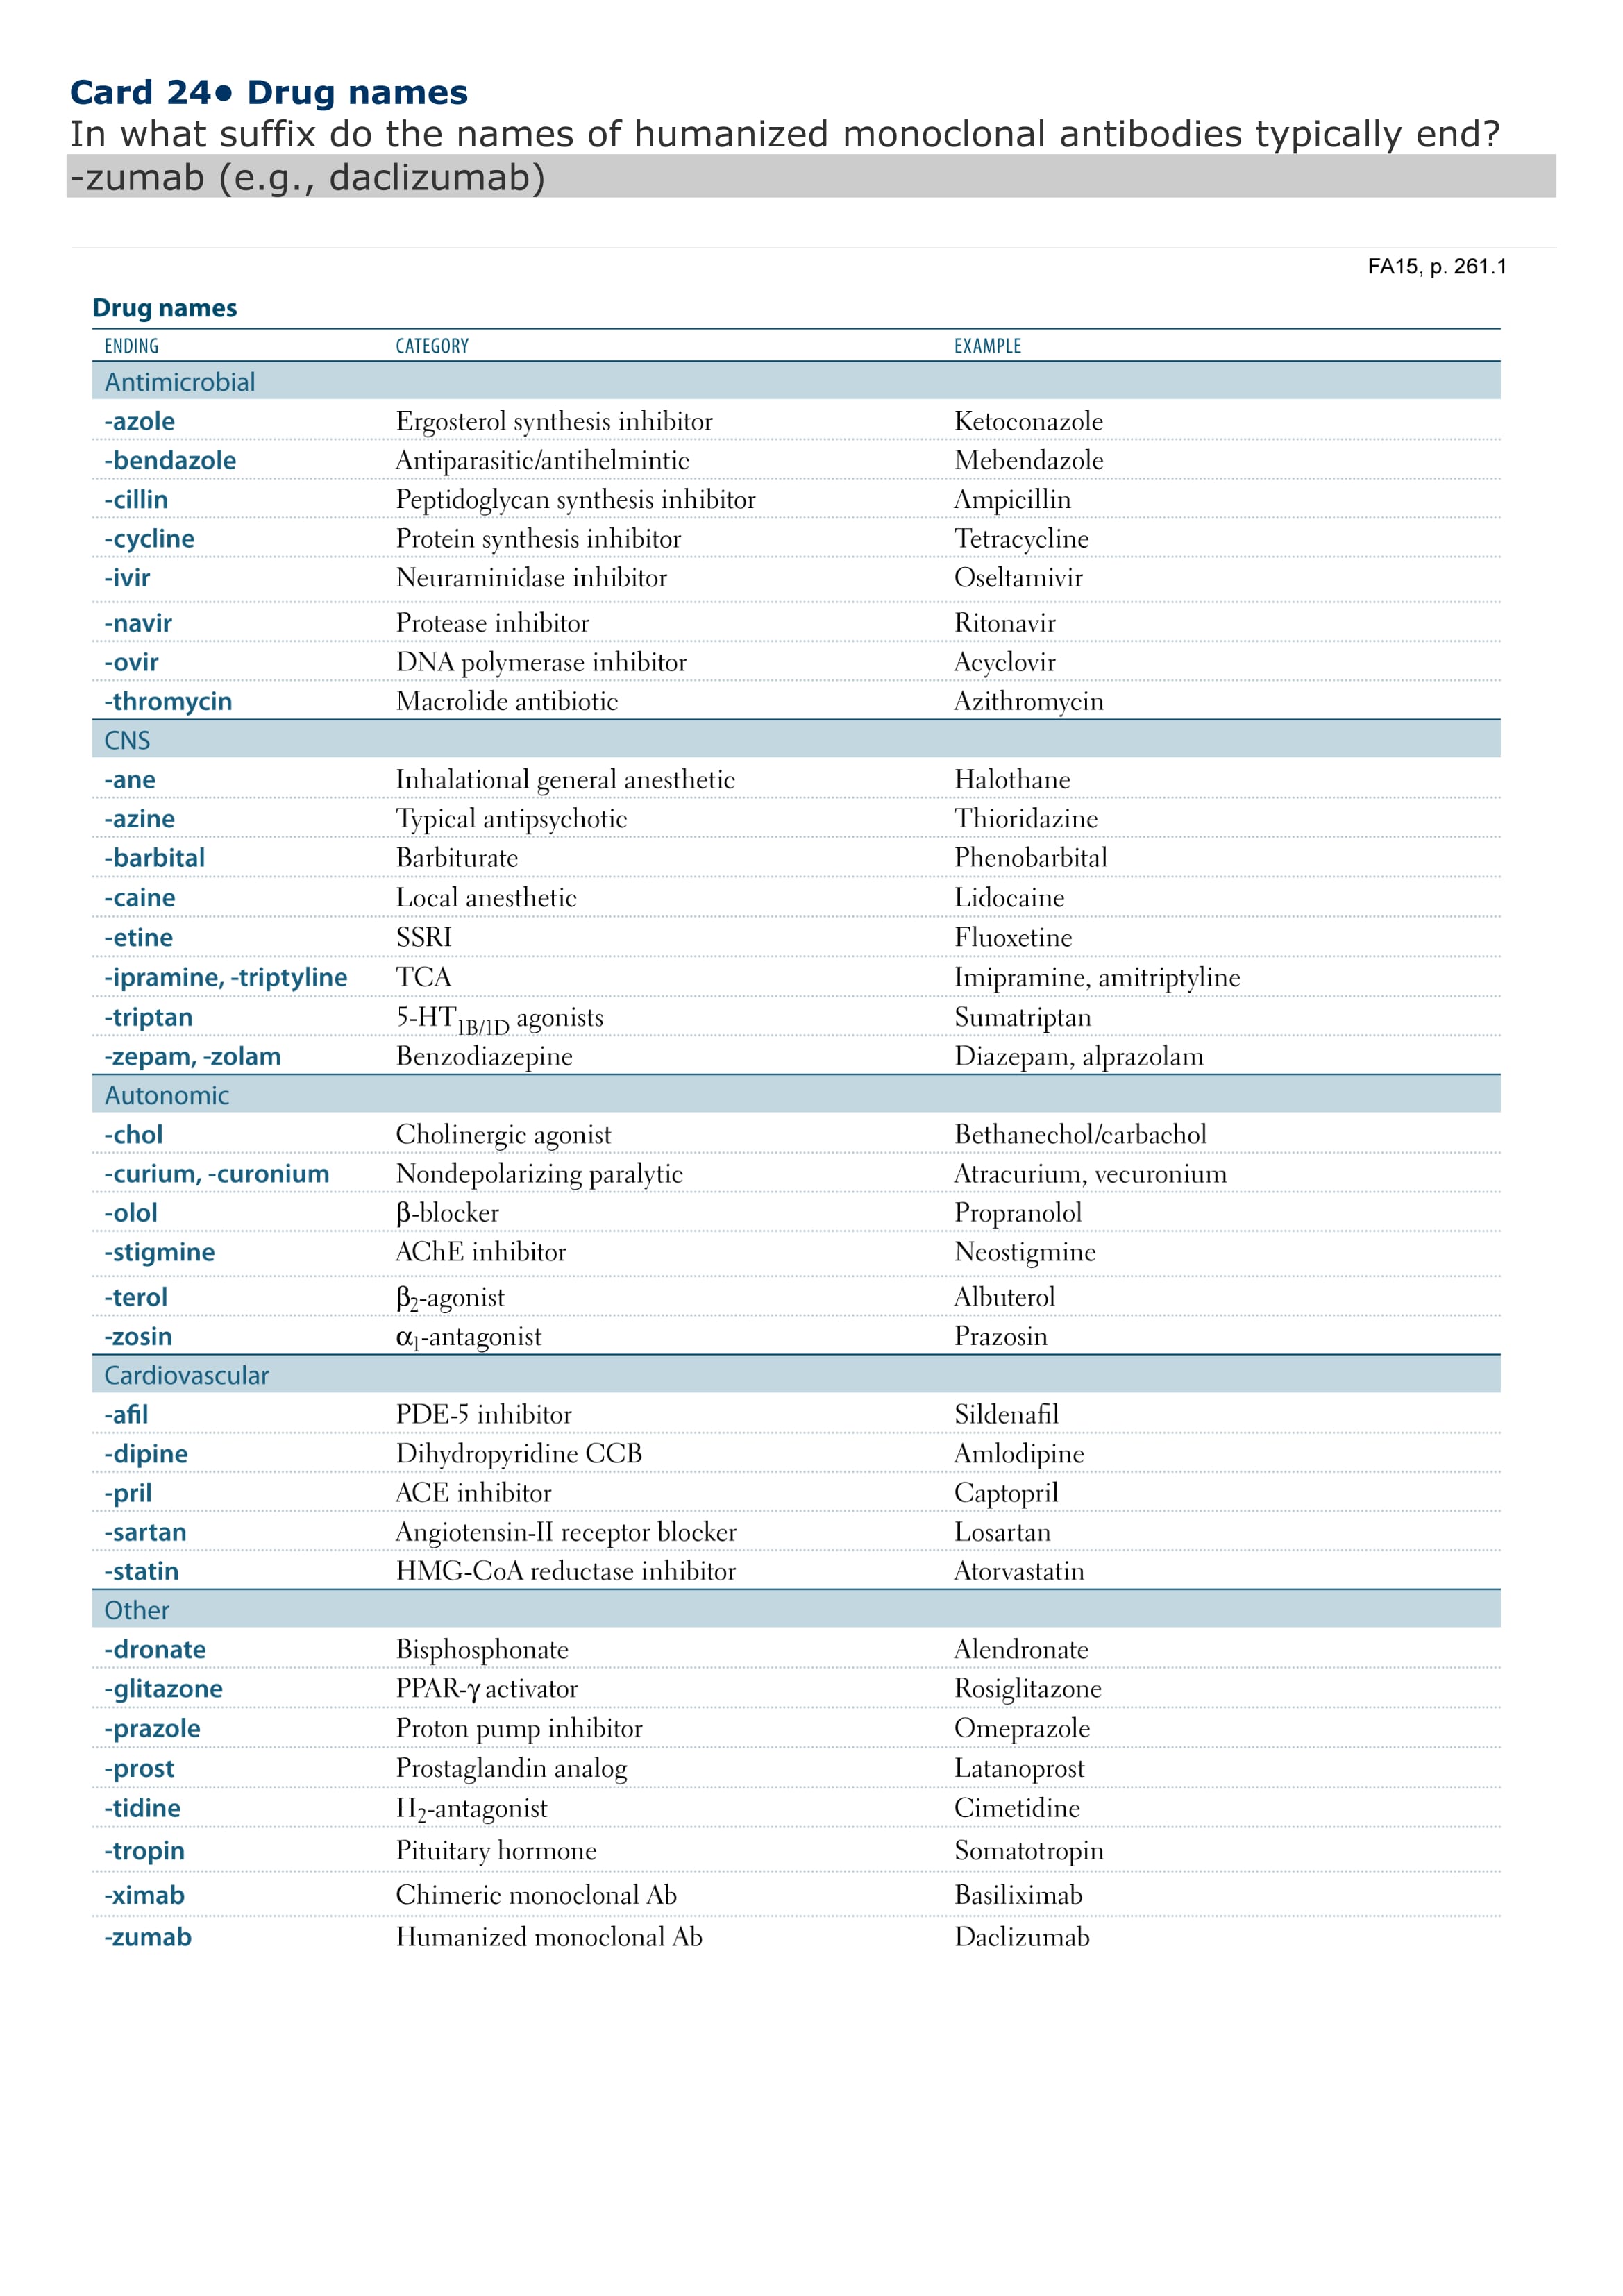 Card 24● Drug names
In what suffix do the names of humanized monoclonal antibodies typically end?
-zumab (e.g., daclizumab)
FA15, p. 261.1
Drug names
ENDING CATEGORY EXAMPLE
Antimicrobial
-azole Ergosterol synthesis inhibitor Ketoconazole
-bendazole Antiparasitic/antihelmintic Mebendazole
-cillin Peptidoglycan synthesis inhibitor Ampicillin
-cycline Protein synthesis inhibitor Tetracycline
-ivir Neuraminidase inhibitor Oseltamivir
-navir Protease inhibitor Ritonavir
-ovir DNA polymerase inhibitor Acyclovir
-thromycin Macrolide antibiotic Azithromycin
CNS
-ane Inhalational general anesthetic Halothane
-azine Typical antipsychotic Thioridazine
-barbital Barbiturate Phenobarbital
-caine Local anesthetic Lidocaine
-etine SSRI Fluoxetine
-ipramine, -triptyline TCA Imipramine, amitriptyline
-triptan 5-HT1B/1D agonists Sumatriptan
-zepam, -zolam Benzodiazepine Diazepam, alprazolam
Autonomic
-chol Cholinergic agonist Bethanechol/carbachol
-curium, -curonium Nondepolarizing paralytic Atracurium, vecuronium
-olol β-blocker Propranolol
-stigmine AChE inhibitor Neostigmine
-terol β2-agonist Albuterol
-zosin α1-antagonist Prazosin
Cardiovascular
-afil PDE-5 inhibitor Sildenafil
-dipine Dihydropyridine CCB Amlodipine
-pril ACE inhibitor Captopril
-sartan Angiotensin-II receptor blocker Losartan
-statin HMG-CoA reductase inhibitor Atorvastatin
Other
-dronate Bisphosphonate Alendronate
-glitazone PPAR-γ activator Rosiglitazone
-prazole Proton pump inhibitor Omeprazole
-prost Prostaglandin analog Latanoprost
-tidine H2-antagonist Cimetidine
-tropin Pituitary hormone Somatotropin
-ximab Chimeric monoclonal Ab Basiliximab
-zumab Humanized monoclonal Ab Daclizumab